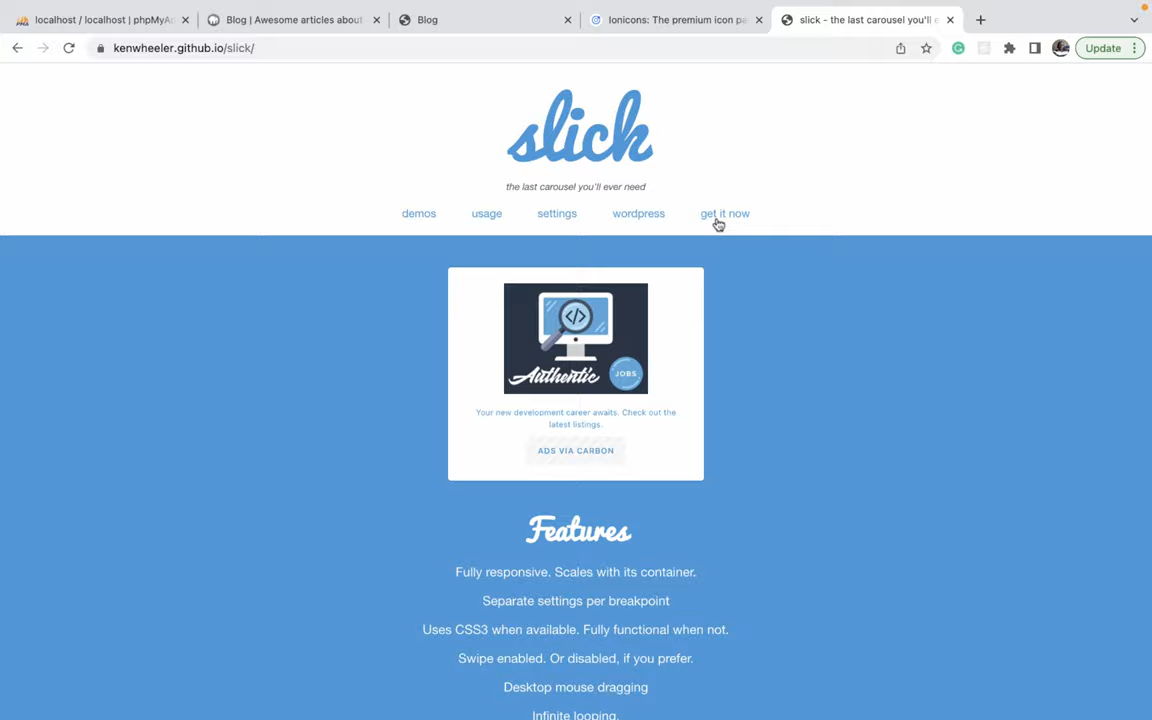 localhost / localhost | phpMyAd
Blog | Awesome articles about
Blog
Ionicons: The premium icon pa
slick - the last carousel you'll e
kenwheeler.github.io/slick/
Update
slick
the last carousel you'll ever need
demos
usage
settings
wordpress
get it now
Authentic
JOBS
Your new development career awaits. Check out the
latest listings.
ADS VIA CARBON
Features
Fully responsive. Scales with its container.
Separate settings per breakpoint
Uses CSS3 when available. Fully functional when not.
Swipe enabled. Or disabled, if you prefer.
Desktop mouse dragging
Infinite looping.